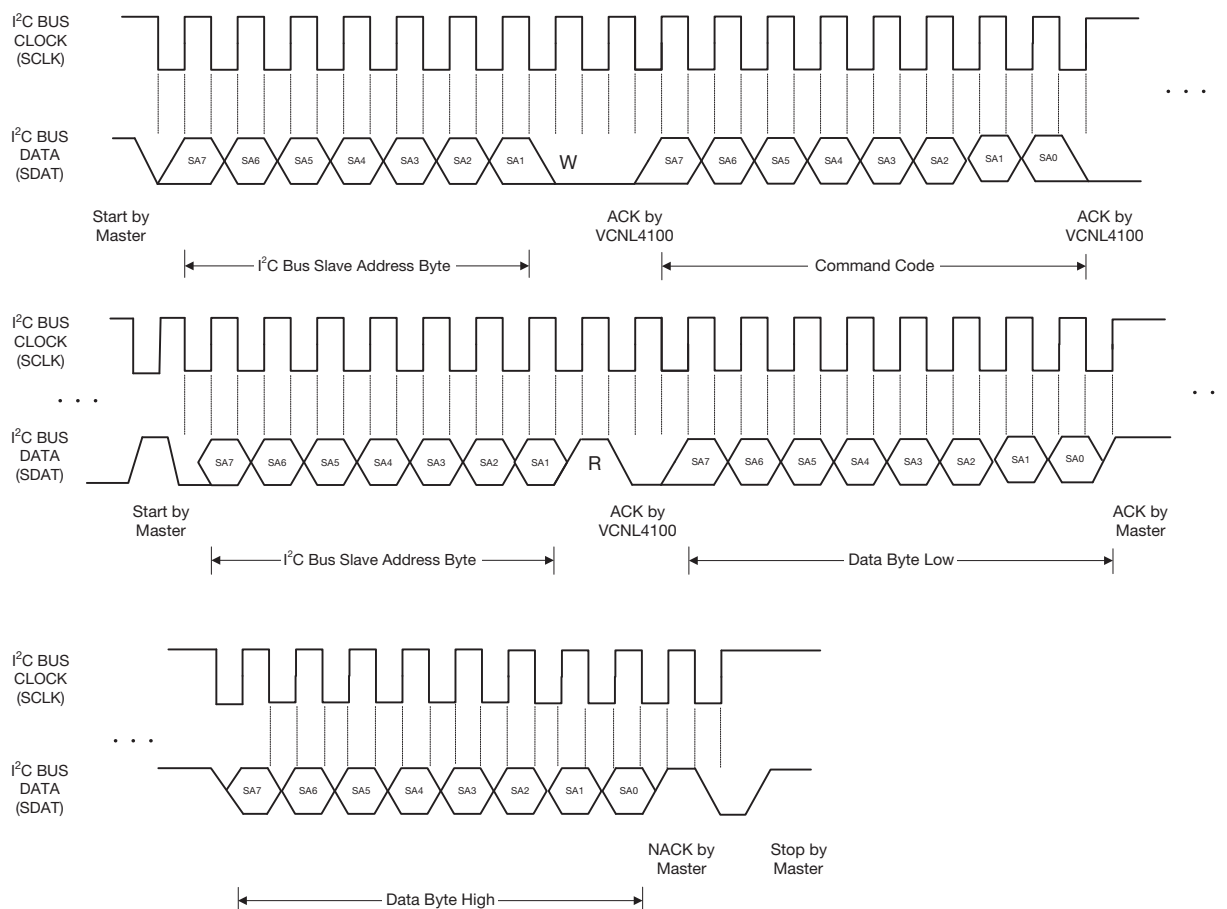 I²C BUS
CLOCK
(SCLK)
. . .
I²C BUS
DATA
(SDAT)
SA7 SA6 SA5 SA4 SA3 SA2 SA1 W SA7 SA6 SA5 SA4 SA3 SA2 SA1 SA0
Start by
Master
ACK by
VCNL4100
ACK by
VCNL4100
I²C Bus Slave Address Byte
Command Code
I²C BUS
CLOCK
(SCLK)
. . .
. . .
I²C BUS
DATA
(SDAT)
SA7 SA6 SA5 SA4 SA3 SA2 SA1 R SA7 SA6 SA5 SA4 SA3 SA2 SA1 SA0
Start by
Master
ACK by
VCNL4100
ACK by
Master
I²C Bus Slave Address Byte
Data Byte Low
I²C BUS
CLOCK
(SCLK)
. . .
I²C BUS
DATA
(SDAT)
SA7 SA6 SA5 SA4 SA3 SA2 SA1 SA0
NACK by
Master
Stop by
Master
Data Byte High